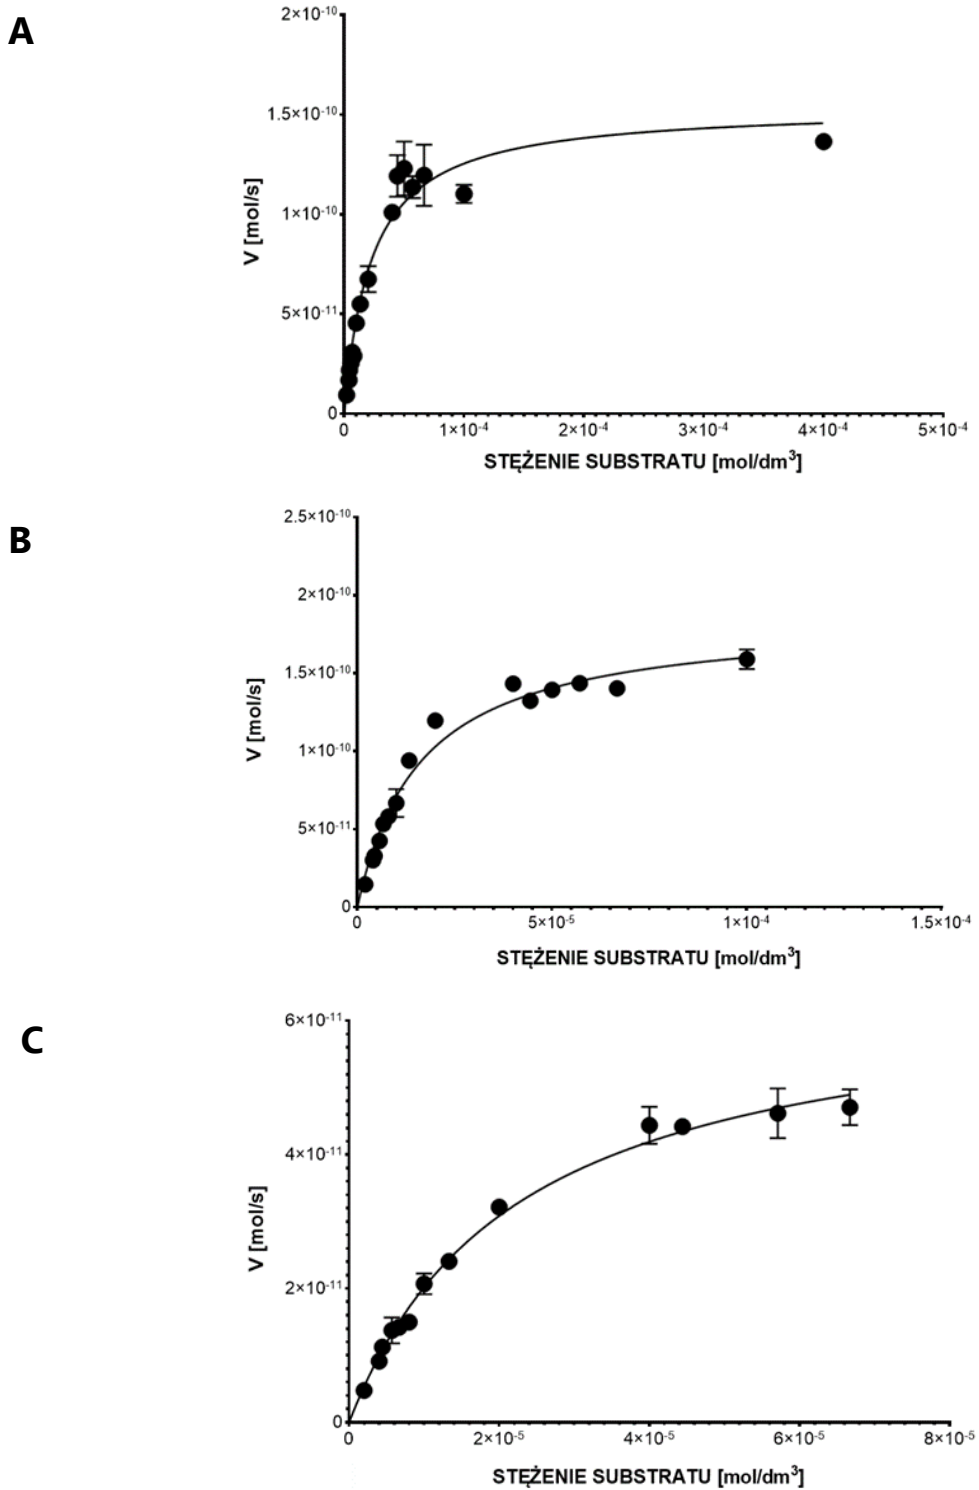 A
2×10-10
1.5×10-10
1×10-10
5×10-11
0
V [mol/s]
0 1×10-4 2×10-4 3×10-4 4×10-4 5×10-4
STĘŻENIE SUBSTRATU [mol/dm3]
B
2.5×10-10
2×10-10
1.5×10-10
1×10-10
5×10-11
0
V [mol/s]
0 5×10-5 1×10-4 1.5×10-4
STĘŻENIE SUBSTRATU [mol/dm3]
C
6×10-11
4×10-11
2×10-11
0
V [mol/s]
0 2×10-5 4×10-5 6×10-5 8×10-5
STĘŻENIE SUBSTRATU [mol/dm3]